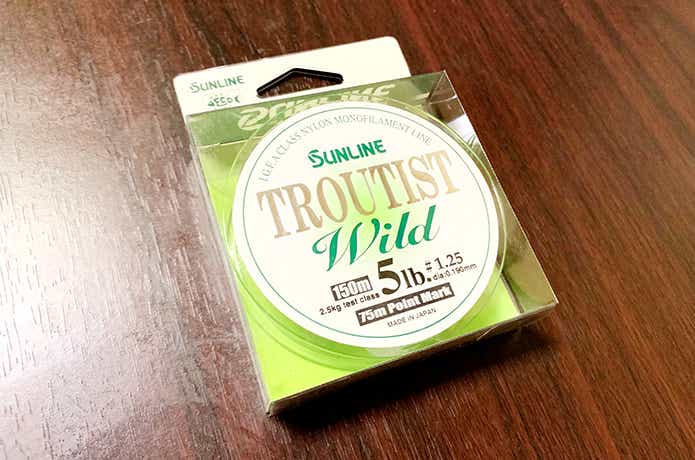 SUNLINE
SUNLINE
I.G.F.A CLASS NYLON MONOFILAMENT LINE
SUNLINE
TROUTIST
Wild
150m 5lb. #1.25
2.5kg test class dia:0.190mm
75m Point Mark
MADE IN JAPAN